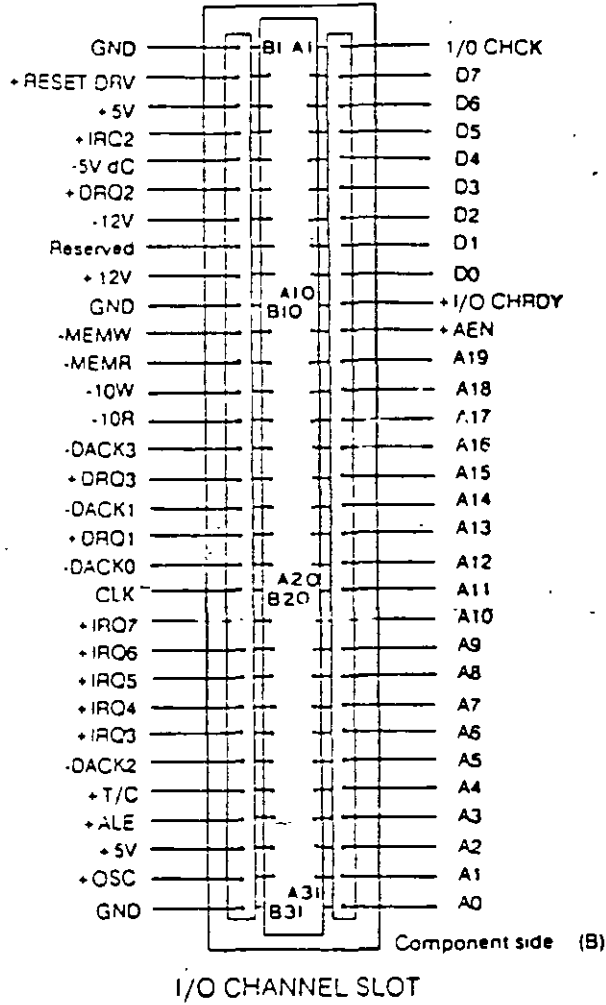 GND B1 A1 I/O CHCK
+RESET DRV D7
+5V D6
+IRC2 D5
-5V dC D4
+DRQ2 D3
-12V D2
Reserved D1
+12V D0
GND A10 B10 +I/O CHRDY
-MEMW +AEN
-MEMR A19
-10W A18
-10R A17
-DACK3 A16
+DRQ3 A15
-DACK1 A14
+DRQ1 A13
-DACK0 A12
CLK A20 B20 A11
+IRQ7 A10
+IRQ6 A9
+IRQ5 A8
+IRQ4 A7
+IRQ3 A6
-DACK2 A5
+T/C A4
+ALE A3
+5V A2
+OSC A1
GND A31 B31 A0
Component side (B)
I/O CHANNEL SLOT